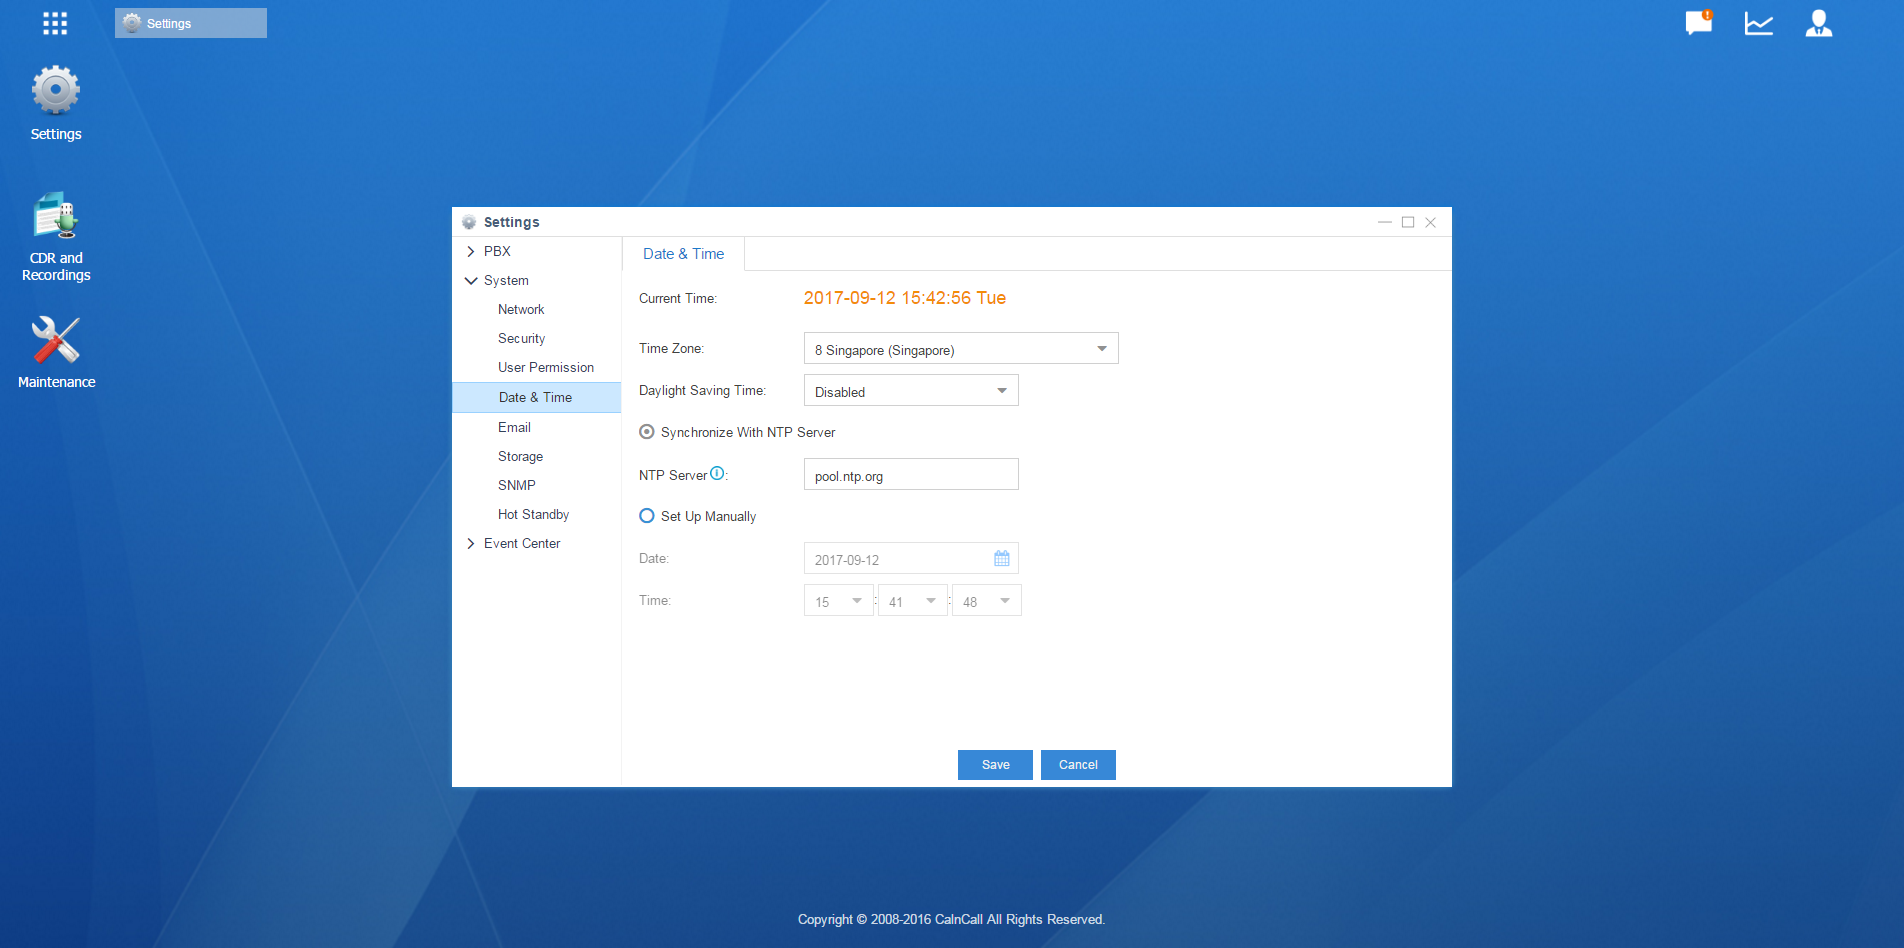 Settings
Settings
CDR and
Recordings
Maintenance
Settings
PBX
System
Network
Security
User Permission
Date & Time
Email
Storage
SNMP
Hot Standby
Event Center
Date & Time
Current Time: 2017-09-12 15:42:56 Tue
Time Zone: 8 Singapore (Singapore)
Daylight Saving Time: Disabled
Synchronize With NTP Server
NTP Server : pool.ntp.org
Set Up Manually
Date: 2017-09-12
Time: 15 : 41 : 48
Save Cancel
Copyright © 2008-2016 CalnCall All Rights Reserved.